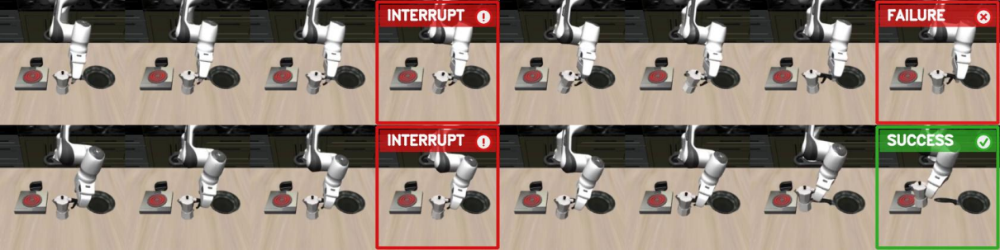 INTERRUPT
FAILURE
INTERRUPT
SUCCESS